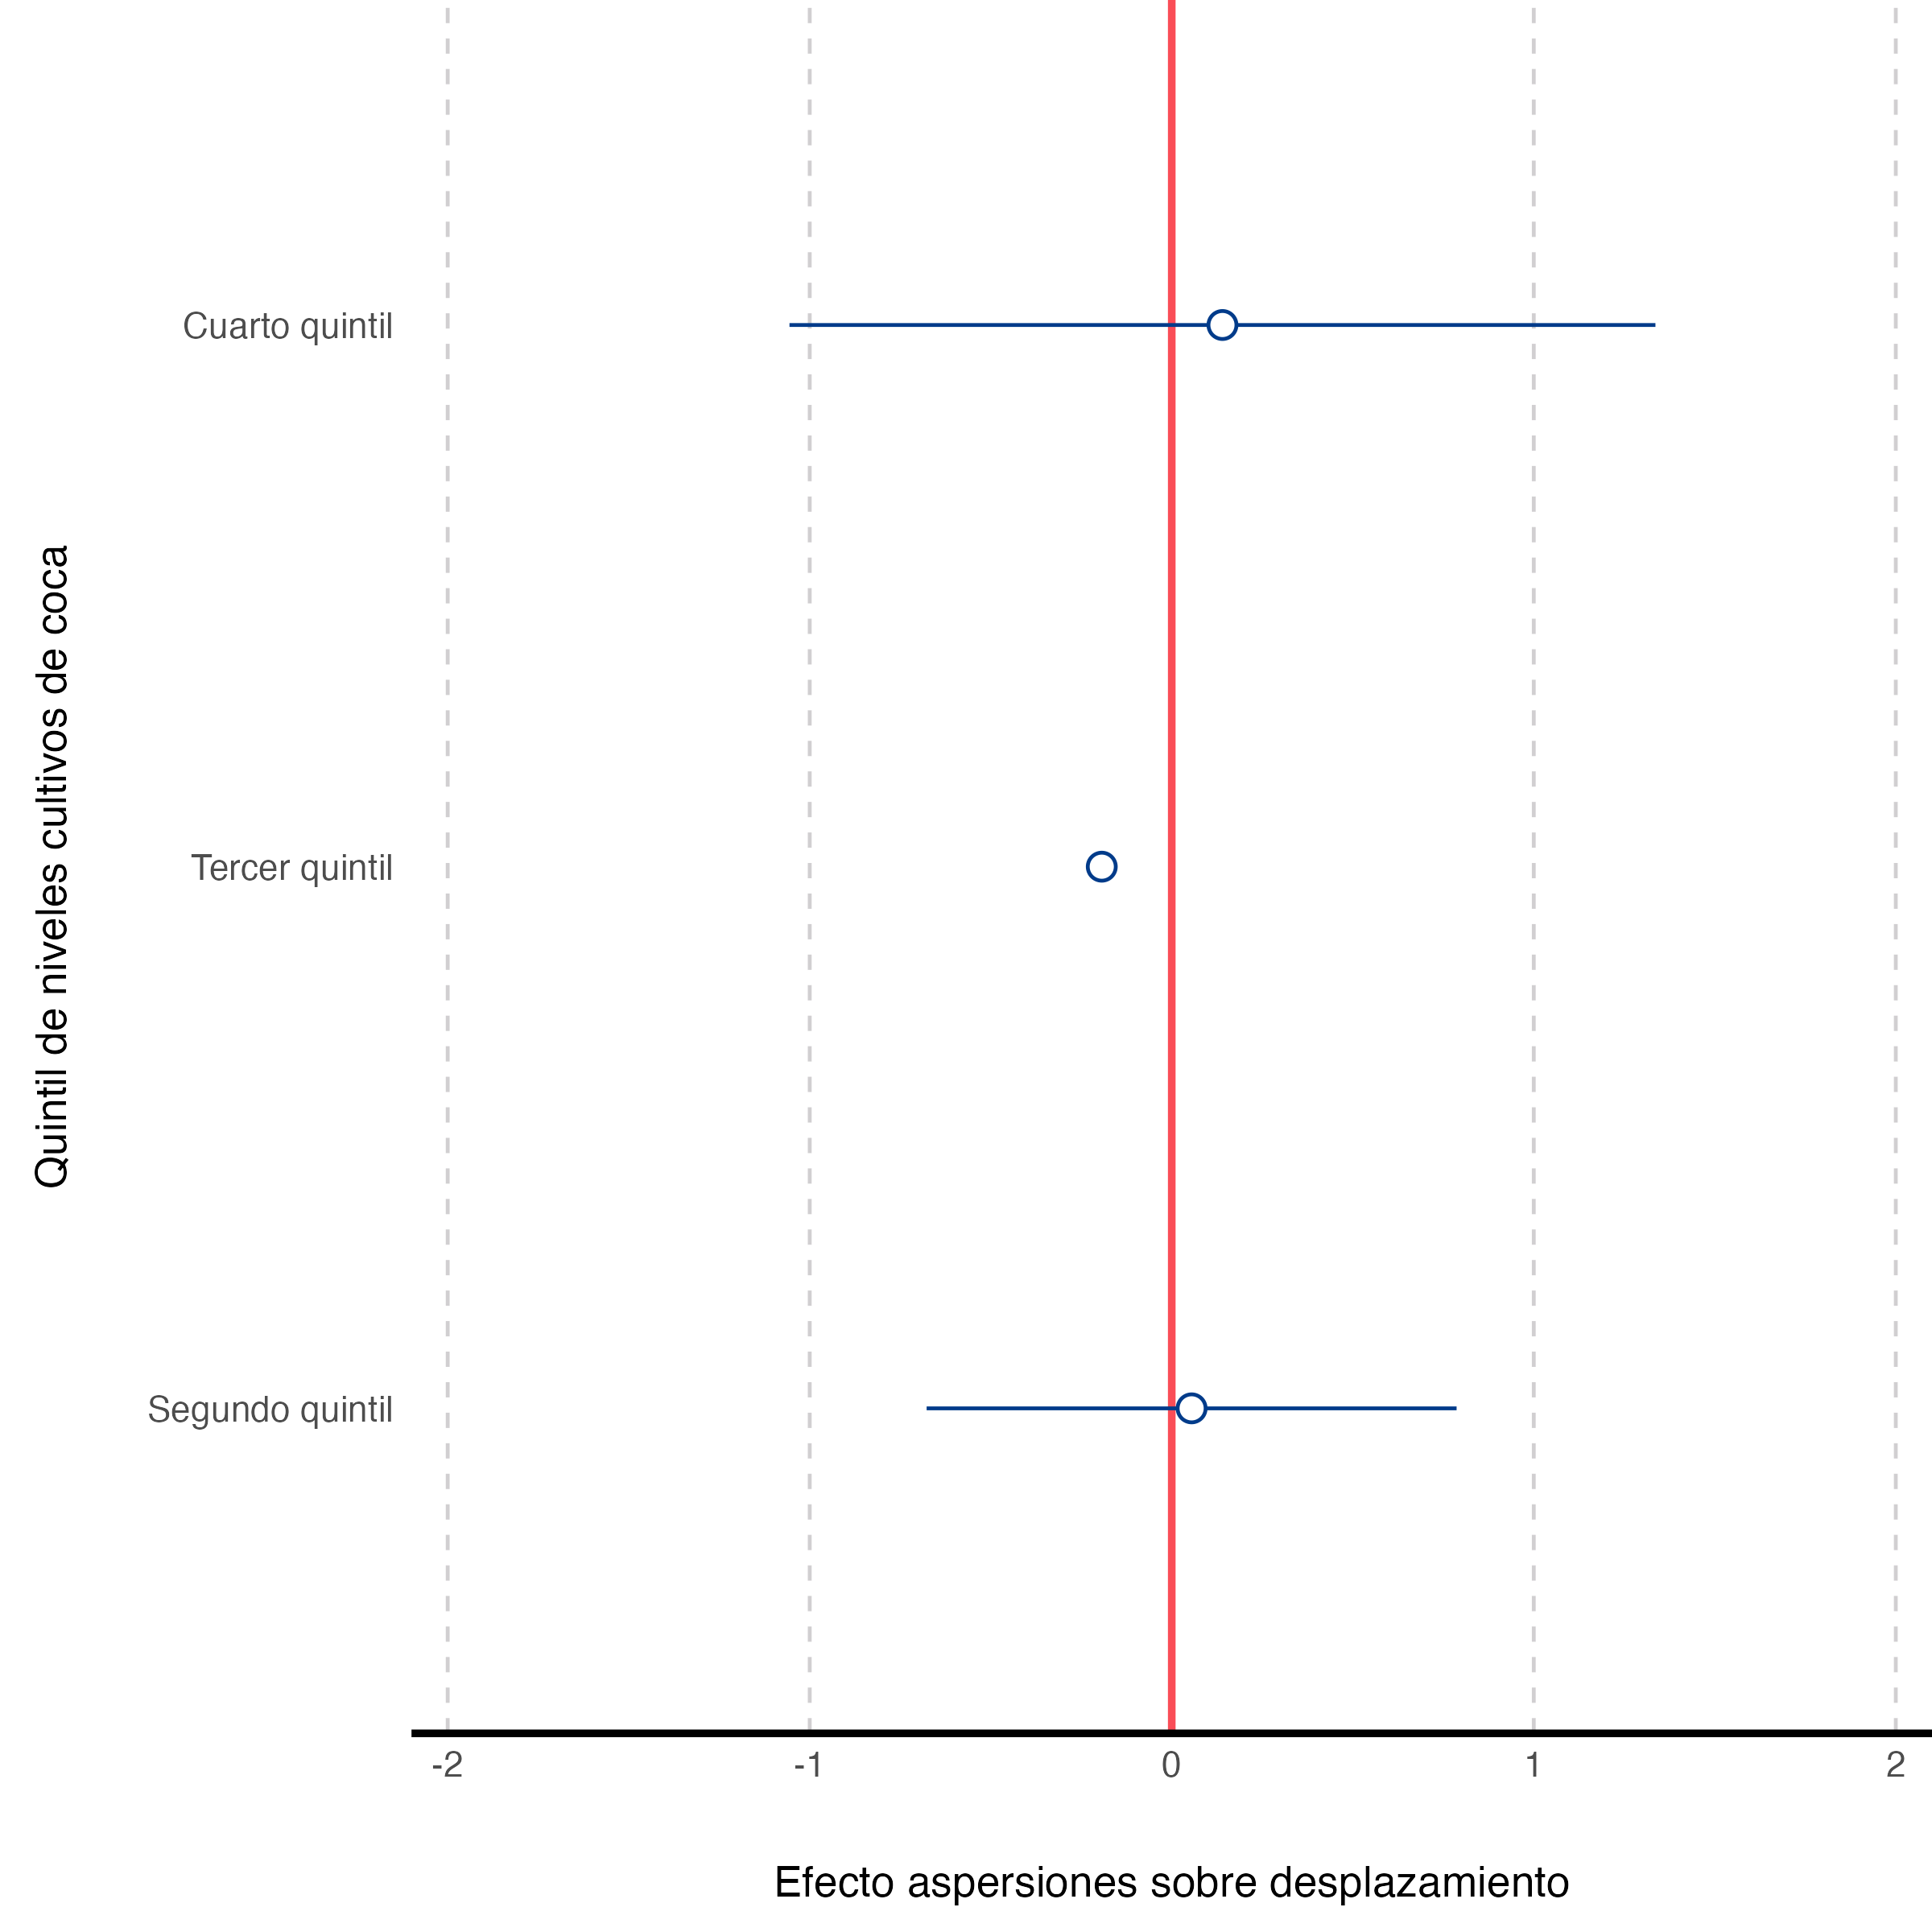 Quintil de niveles cultivos de coca
Cuarto quintil
Tercer quintil
Segundo quintil
-2 -1 0 1 2
Efecto aspersiones sobre desplazamiento